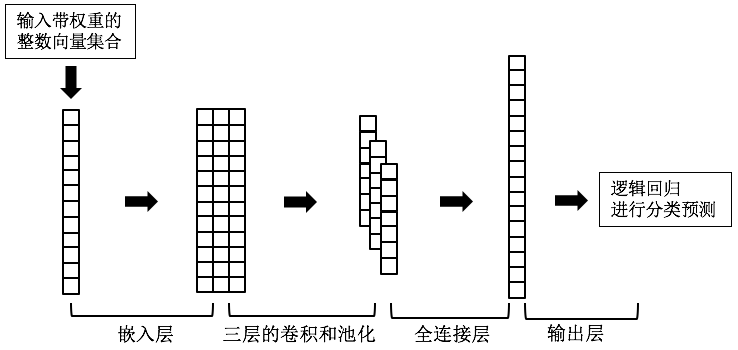 输入带权重的
整数向量集合
逻辑回归
进行分类预测
嵌入层
三层的卷积和池化
全连接层
输出层